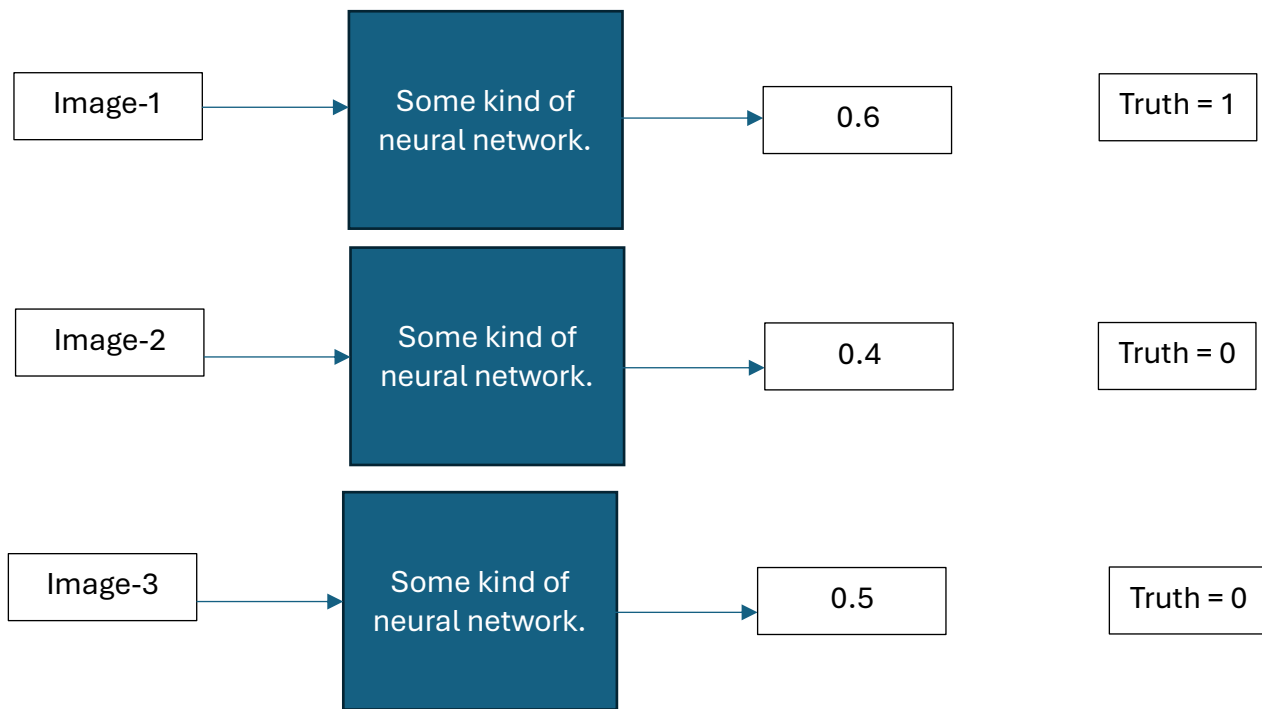 Image-1
Some kind of
neural network.
0.6
Truth = 1
Image-2
Some kind of
neural network.
0.4
Truth = 0
Image-3
Some kind of
neural network.
0.5
Truth = 0